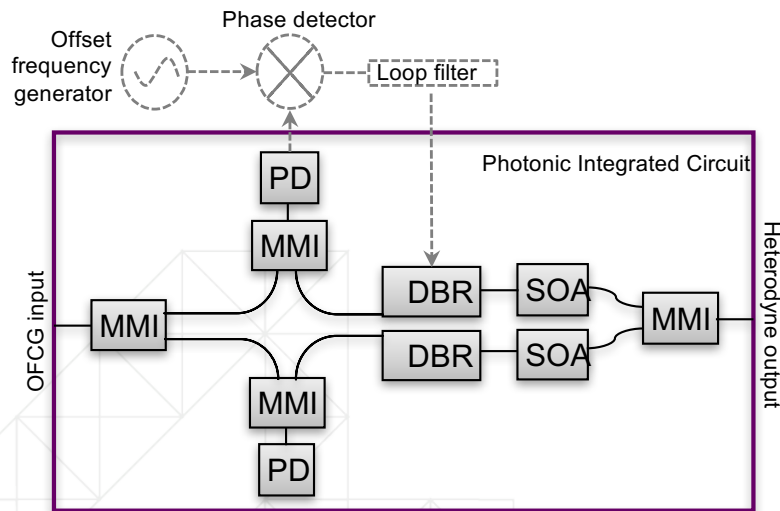 Phase detector
Offset
frequency
generator
Loop filter
Photonic Integrated Circuit
PD
MMI
DBR
SOA
MMI
MMI
DBR
SOA
MMI
PD
OFCG input
Heterodyne output